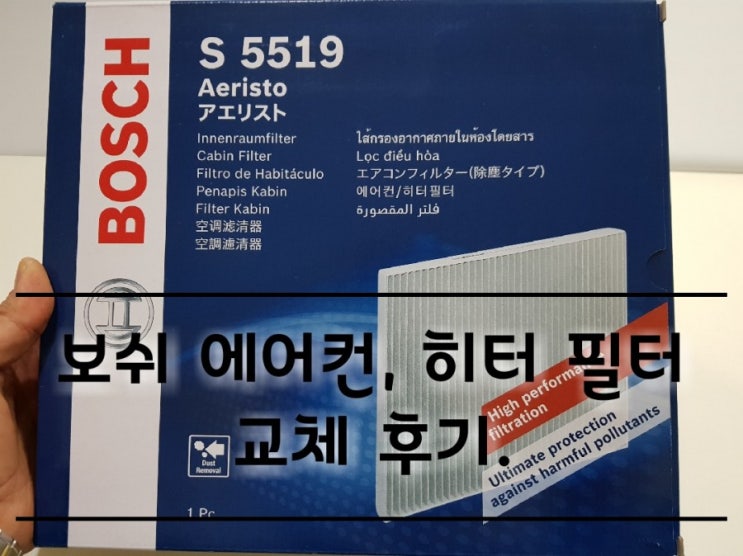 BOSCH
S 5519
Aeristo
アエリスト
Innenraumfilter
Cabin Filter
Filtro de Habitáculo
Penapis Kabin
Filter Kabin
空调滤清器
空調濾清器
ไส้กรองอากาศภายในห้องโดยสาร
Lọc điều hòa
エアコンフィルター(除塵タイプ)
에어컨/히터필터
فلتر المقصورة
보쉬 에어컨, 히터 필터
교체 후기.
High performance
filtration
Ultimate protection
against harmful pollutants
Dust
Removal
1 Pc